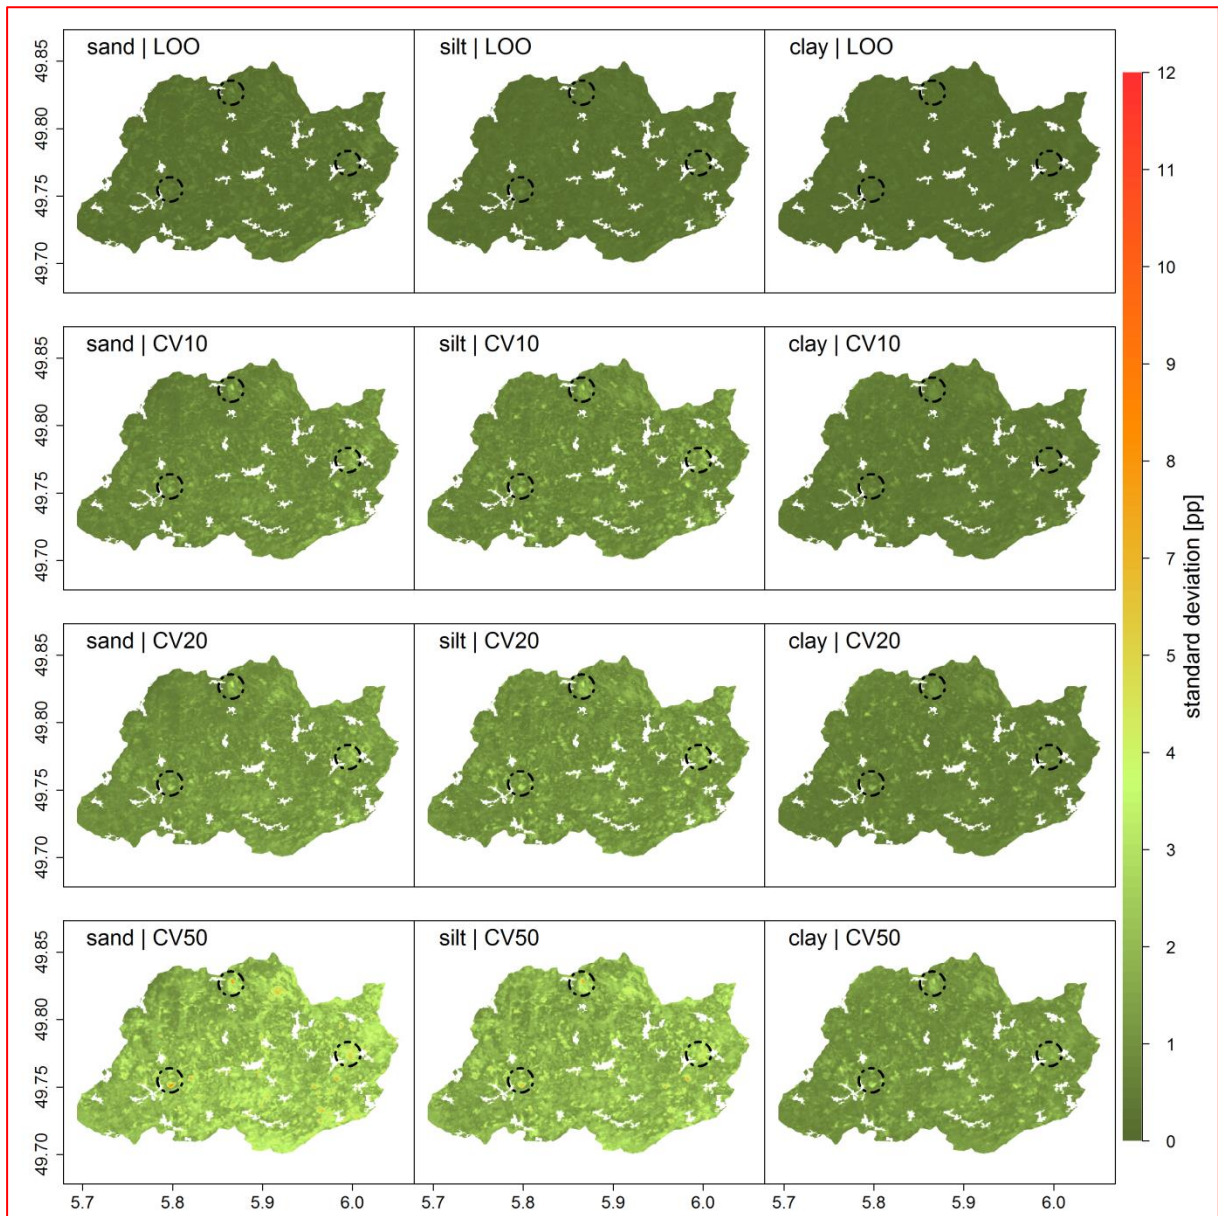 sand | LOO
silt | LOO
clay | LOO
49.85
49.80
49.75
49.70
sand | CV10
silt | CV10
clay | CV10
49.85
49.80
49.75
49.70
sand | CV20
silt | CV20
clay | CV20
49.85
49.80
49.75
49.70
sand | CV50
silt | CV50
clay | CV50
49.85
49.80
49.75
49.70
5.7 5.8 5.9 6.0
5.7 5.8 5.9 6.0
5.7 5.8 5.9 6.0
12
11
10
9
8
7
5
4
3
2
1
0
standard deviation [pp]